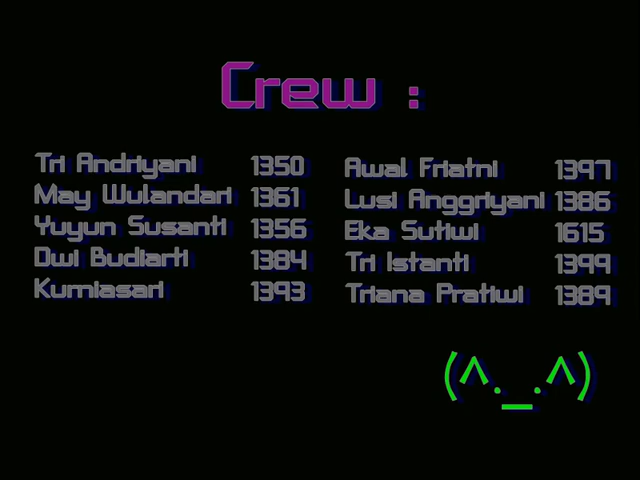 Crew :
Tri Andriyani 1350
May Wulandari 1361
Yuyun Susanti 1356
Dwi Budiarti 1384
Kurniasari 1393
Awal Friatni 1397
Lusi Anggriyani 1386
Eka Sutiwi 1615
Tri Istanti 1399
Triana Pratiwi 1389
(^._.^)